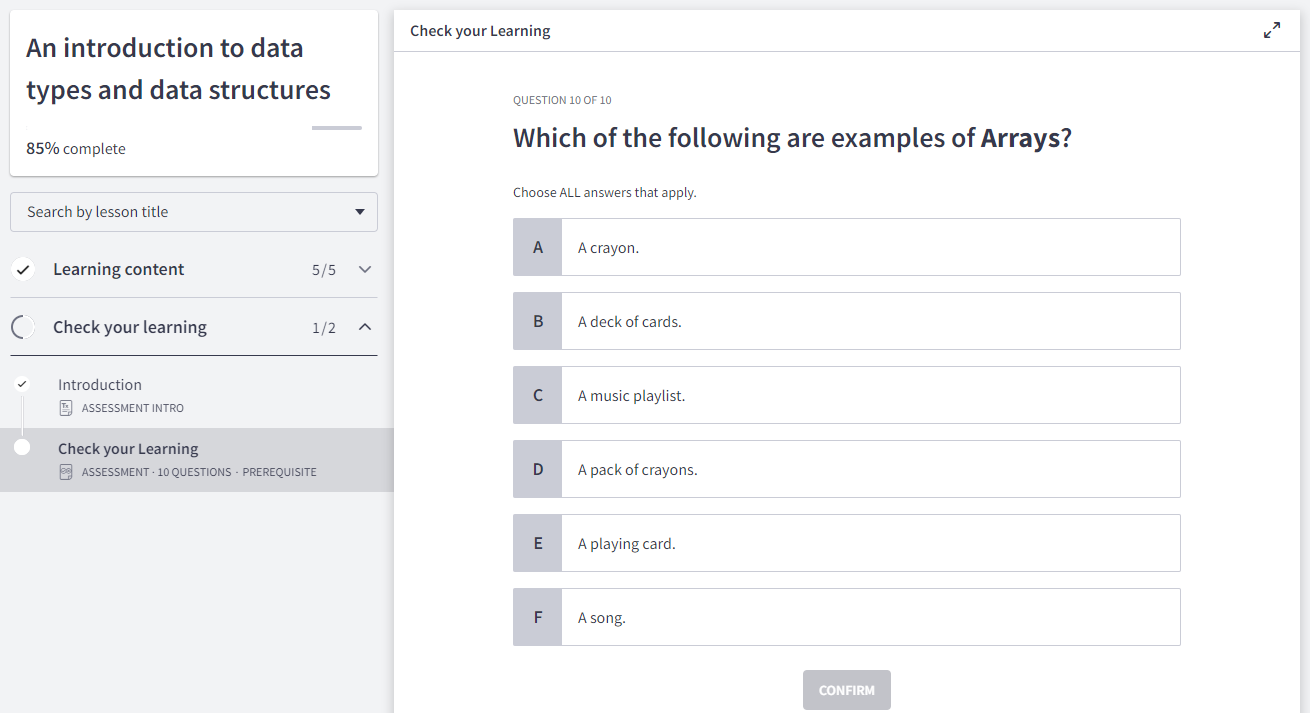 An introduction to data
types and data structures
85% complete
Search by lesson title
Learning content 5/5
Check your learning 1/2
Introduction
ASSESSMENT INTRO
Check your Learning
ASSESSMENT · 10 QUESTIONS · PREREQUISITE
Check your Learning
QUESTION 10 OF 10
Which of the following are examples of Arrays?
Choose ALL answers that apply.
A A crayon.
B A deck of cards.
C A music playlist.
D A pack of crayons.
E A playing card.
F A song.
CONFIRM